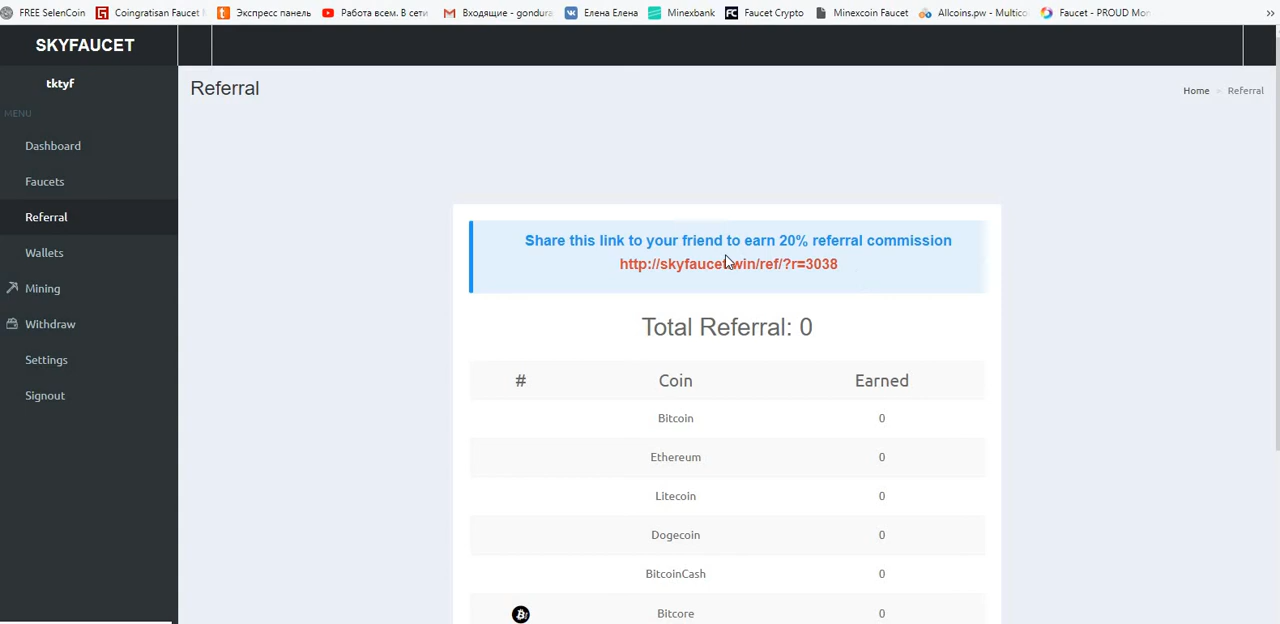 FREE SelenCoin Coingratisan Faucet Экспресс панель Работа всем. В сети Входящие - gondura Елена Елена Minexbank Faucet Crypto Minexcoin Faucet Allcoins.pw - Multico Faucet - PROUD Mon »
SKYFAUCET
tktyf
MENU
Dashboard
Faucets
Referral
Wallets
Mining
Withdraw
Settings
Signout
Referral
Home Referral
Share this link to your friend to earn 20% referral commission
http://skyfaucet.win/ref/?r=3038
Total Referral: 0
# Coin Earned
Bitcoin 0
Ethereum 0
Litecoin 0
Dogecoin 0
BitcoinCash 0
Bitcore 0